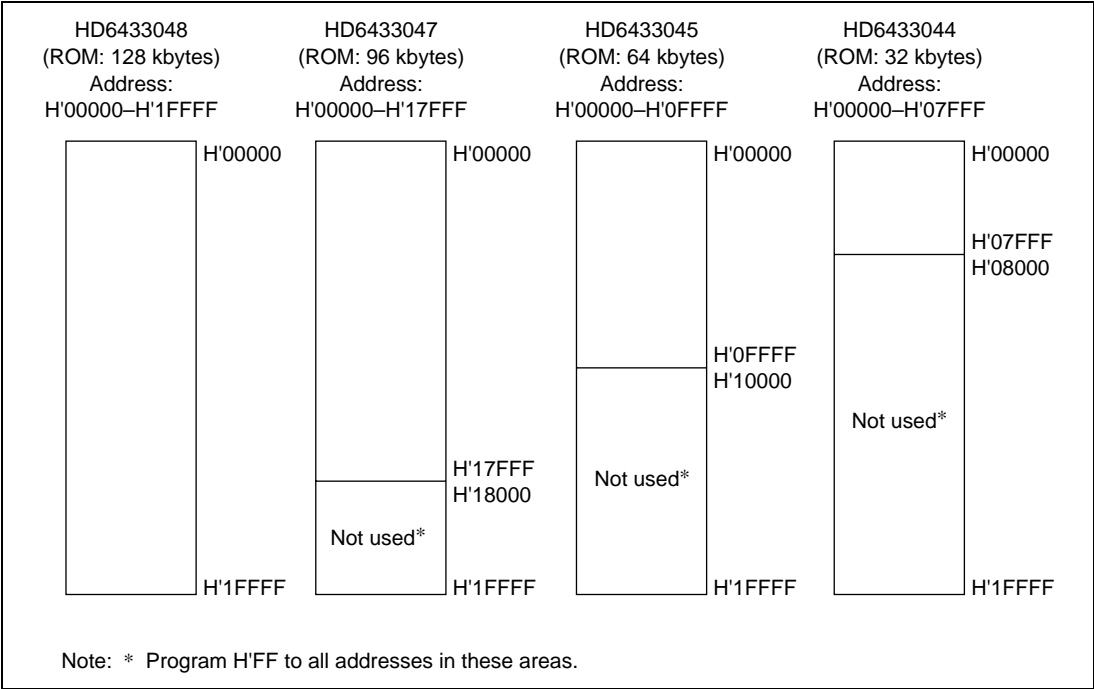 HD6433048
(ROM: 128 kbytes)
Address:
H'00000–H'1FFFF
H'00000
H'1FFFF
HD6433047
(ROM: 96 kbytes)
Address:
H'00000–H'17FFF
H'00000
H'17FFF
H'18000
Not used*
H'1FFFF
HD6433045
(ROM: 64 kbytes)
Address:
H'00000–H'0FFFF
H'00000
H'0FFFF
H'10000
Not used*
H'1FFFF
HD6433044
(ROM: 32 kbytes)
Address:
H'00000–H'07FFF
H'00000
H'07FFF
H'08000
Not used*
H'1FFFF
Note: * Program H'FF to all addresses in these areas.